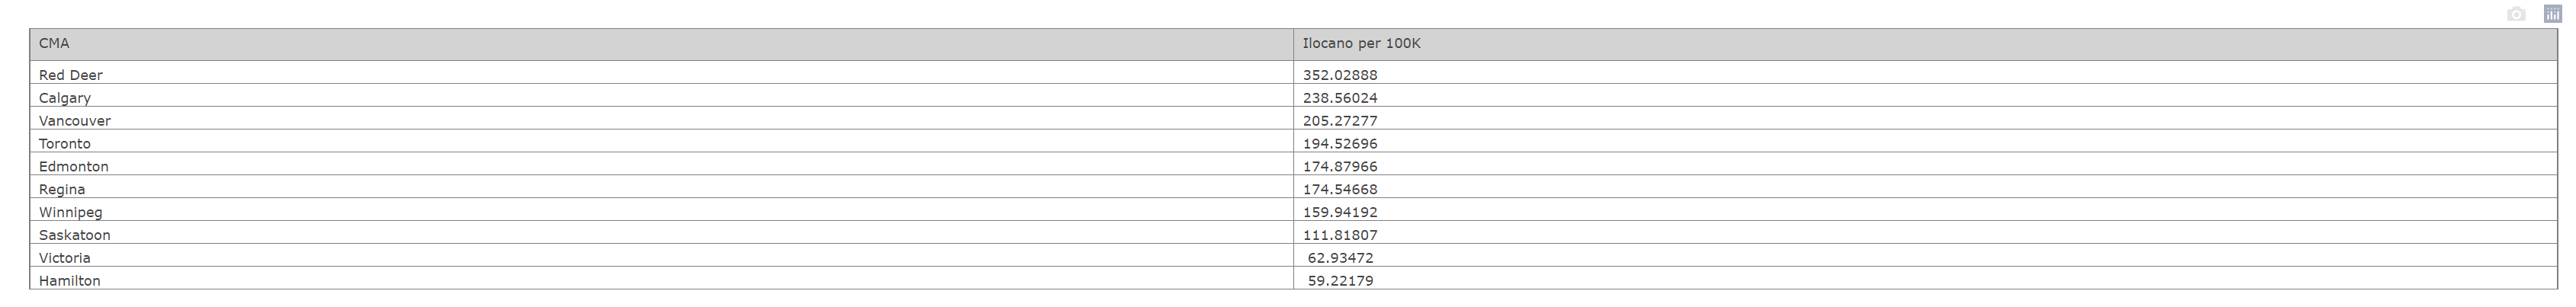 CMA Ilocano per 100K
Red Deer 352.02888
Calgary 238.56024
Vancouver 205.27277
Toronto 194.52696
Edmonton 174.87966
Regina 174.54668
Winnipeg 159.94192
Saskatoon 111.81807
Victoria 62.93472
Hamilton 59.22179